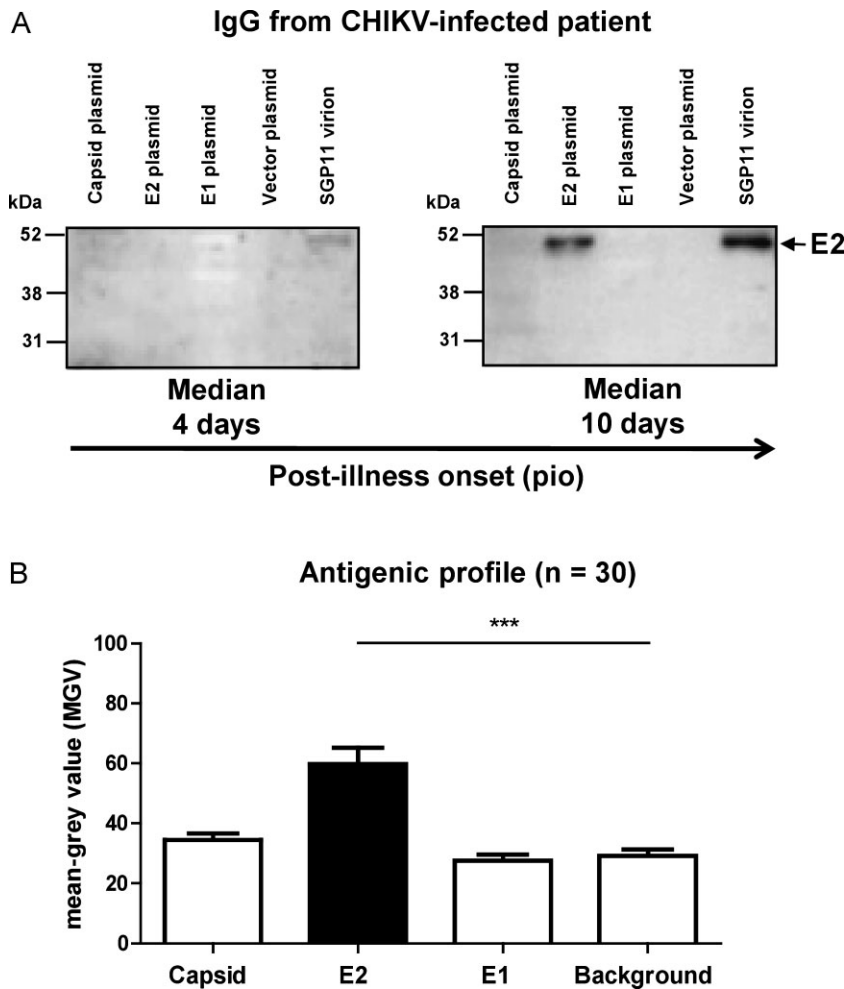 A
IgG from CHIKV-infected patient
Capsid plasmid
E2 plasmid
E1 plasmid
Vector plasmid
SGP11 virion
kDa
52
38
31
Median
4 days
Capsid plasmid
E2 plasmid
E1 plasmid
Vector plasmid
SGP11 virion
kDa
52
38
31
E2
Median
10 days
Post-illness onset (pio)
B
Antigenic profile (n = 30)
mean-grey value (MGV)
100
80
60
40
20
0
***
Capsid E2 E1 Background